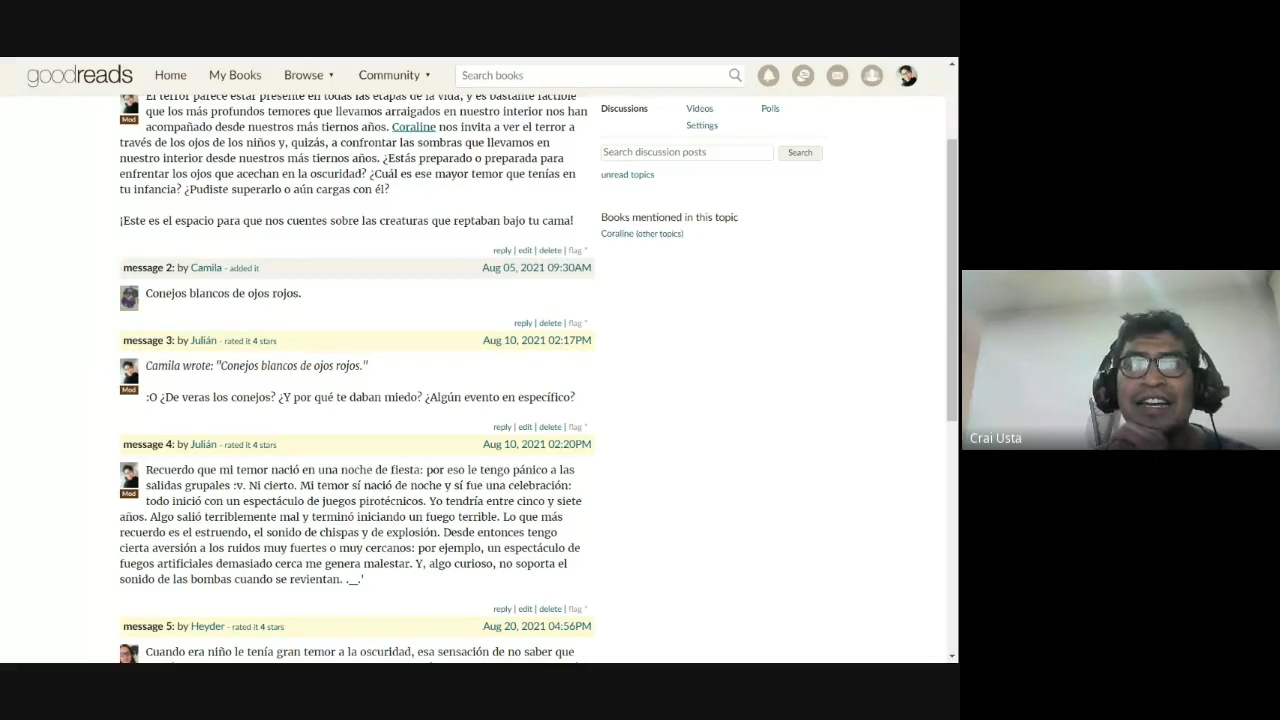 goodreads Home My Books Browse ▾ Community ▾ Search books
El terror parece estar presente en todas las etapas de la vida, y es bastante factible
Mod que los más profundos temores que llevamos arraigados en nuestro interior nos han
acompañado desde nuestros más tiernos años. Coraline nos invita a ver el terror a
través de los ojos de los niños y, quizás, a confrontar las sombras que llevamos en
nuestro interior desde nuestros más tiernos años. ¿Estás preparado o preparada para
enfrentar los ojos que acechan en la oscuridad? ¿Cuál es ese mayor temor que tenías en
tu infancia? ¿Pudiste superarlo o aún cargas con él?
¡Este es el espacio para que nos cuentes sobre las creaturas que reptaban bajo tu cama!
reply | edit | delete | flag *
message 2: by Camila - added it Aug 05, 2021 09:30AM
Conejos blancos de ojos rojos.
reply | delete | flag *
message 3: by Julián - rated it 4 stars Aug 10, 2021 02:17PM
Camila wrote: "Conejos blancos de ojos rojos."
Mod
:O ¿De veras los conejos? ¿Y por qué te daban miedo? ¿Algún evento en específico?
reply | edit | delete | flag *
message 4: by Julián - rated it 4 stars Aug 10, 2021 02:20PM
Recuerdo que mi temor nació en una noche de fiesta: por eso le tengo pánico a las
salidas grupales :v. Ni cierto. Mi temor sí nació de noche y sí fue una celebración:
Mod todo inició con un espectáculo de juegos pirotécnicos. Yo tendría entre cinco y siete
años. Algo salió terriblemente mal y terminó iniciando un fuego terrible. Lo que más
recuerdo es el estruendo, el sonido de chispas y de explosión. Desde entonces tengo
cierta aversión a los ruidos muy fuertes o muy cercanos: por ejemplo, un espectáculo de
fuegos artificiales demasiado cerca me genera malestar. Y, algo curioso, no soporta el
sonido de las bombas cuando se revientan. .__.'
reply | edit | delete | flag *
message 5: by Heyder - rated it 4 stars Aug 20, 2021 04:56PM
Cuando era niño le tenía gran temor a la oscuridad, esa sensación de no saber que
Discussions Videos Polls
Settings
Search discussion posts Search
unread topics
Books mentioned in this topic
Coraline (other topics)
Crai Usta